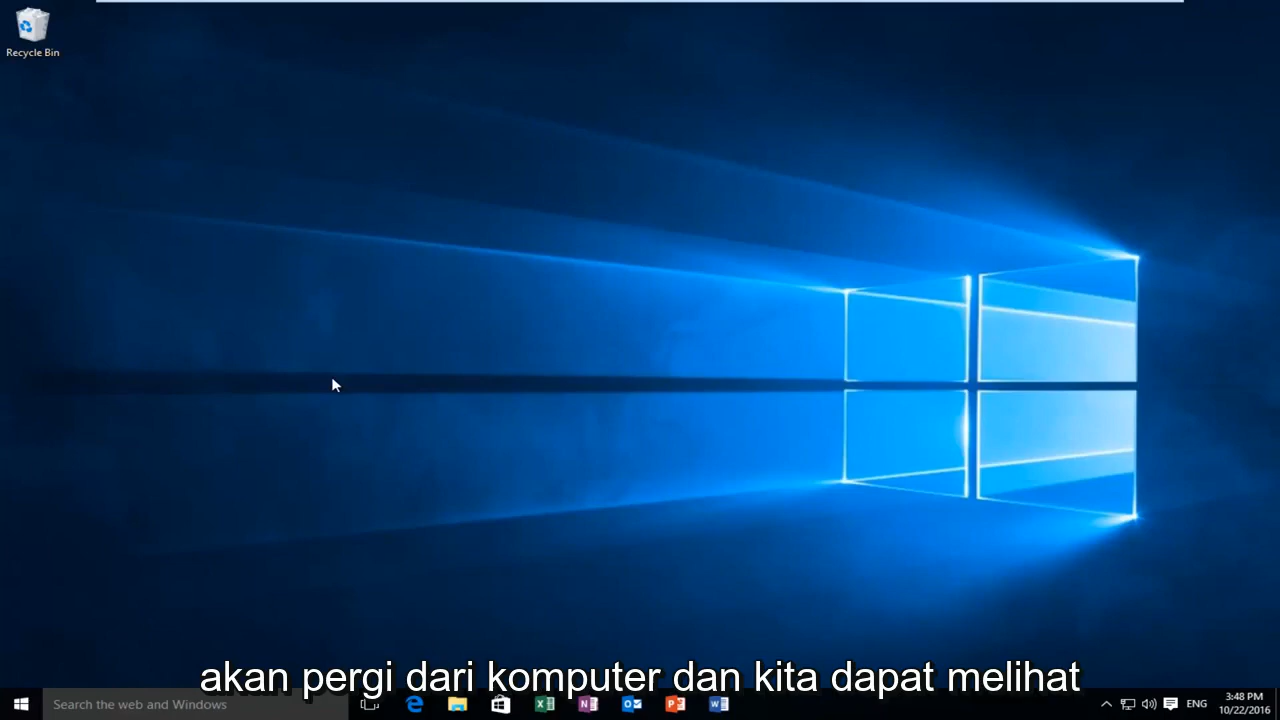 Recycle Bin
akan pergi dari komputer dan kita dapat melihat
Search the web and Windows
ENG
3:48 PM
10/22/2016